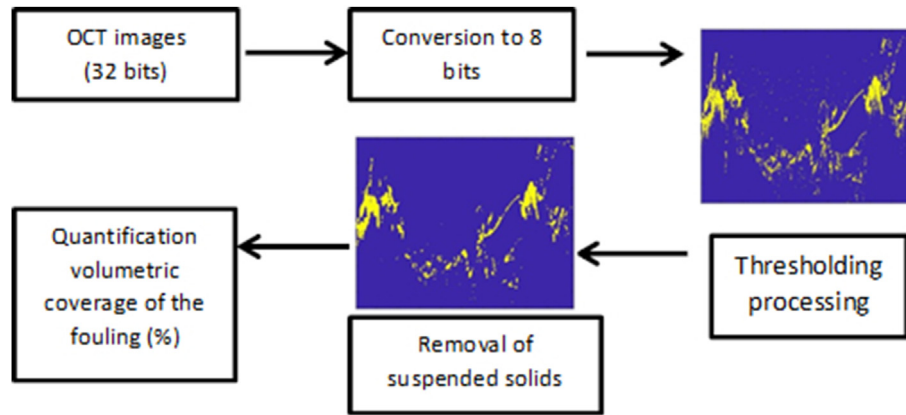 OCT images
(32 bits)
Conversion to 8
bits
Thresholding
processing
Removal of
suspended solids
Quantification
volumetric
coverage of the
fouling (%)